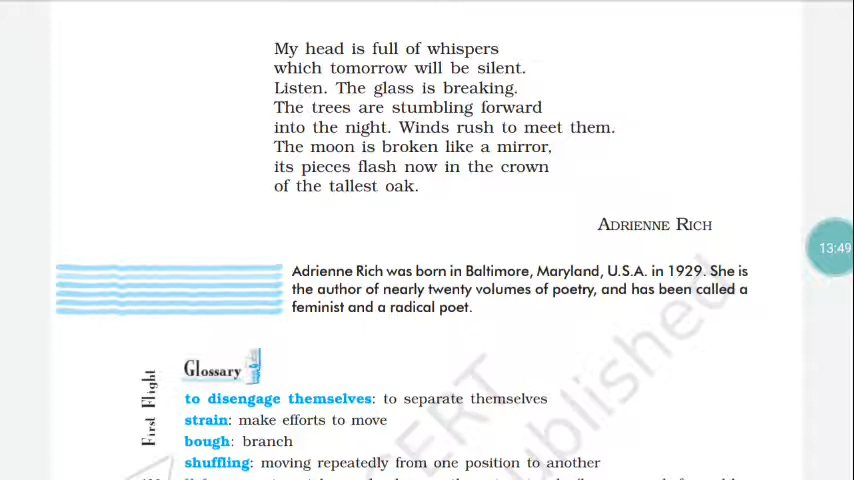 My head is full of whispers
which tomorrow will be silent.
Listen. The glass is breaking.
The trees are stumbling forward
into the night. Winds rush to meet them.
The moon is broken like a mirror,
its pieces flash now in the crown
of the tallest oak.
ADRIENNE RICH
13:49
Adrienne Rich was born in Baltimore, Maryland, U.S.A. in 1929. She is
the author of nearly twenty volumes of poetry, and has been called a
feminist and a radical poet.
Glossary
First Flight
to disengage themselves: to separate themselves
strain: make efforts to move
bough: branch
shuffling: moving repeatedly from one position to another